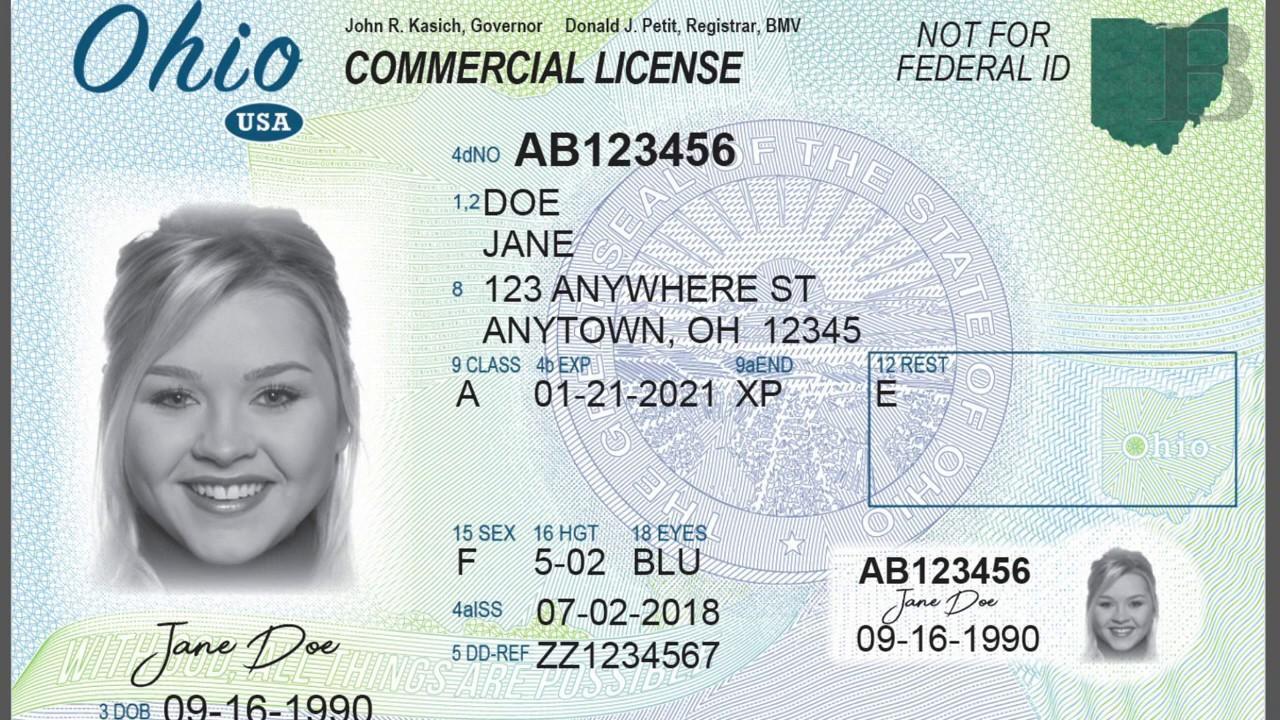 Ohio
USA
John R. Kasich, Governor Donald J. Petit, Registrar, BMV
COMMERCIAL LICENSE
NOT FOR
FEDERAL ID
B
4dNO AB123456
1,2 DOE
JANE
8 123 ANYWHERE ST
ANYTOWN, OH 12345
9 CLASS 4b EXP 9aEND 12 REST
A 01-21-2021 XP E
Ohio
15 SEX 16 HGT 18 EYES
F 5-02 BLU
4aISS 07-02-2018
5 DD-REF ZZ1234567
AB123456
Jane Doe
09-16-1990
Jane Doe
WITH GOD, ALL THINGS ARE POSSIBLE
3 DOB 09-16-1990
THE GREAT SEAL OF THE STATE OF OHIO